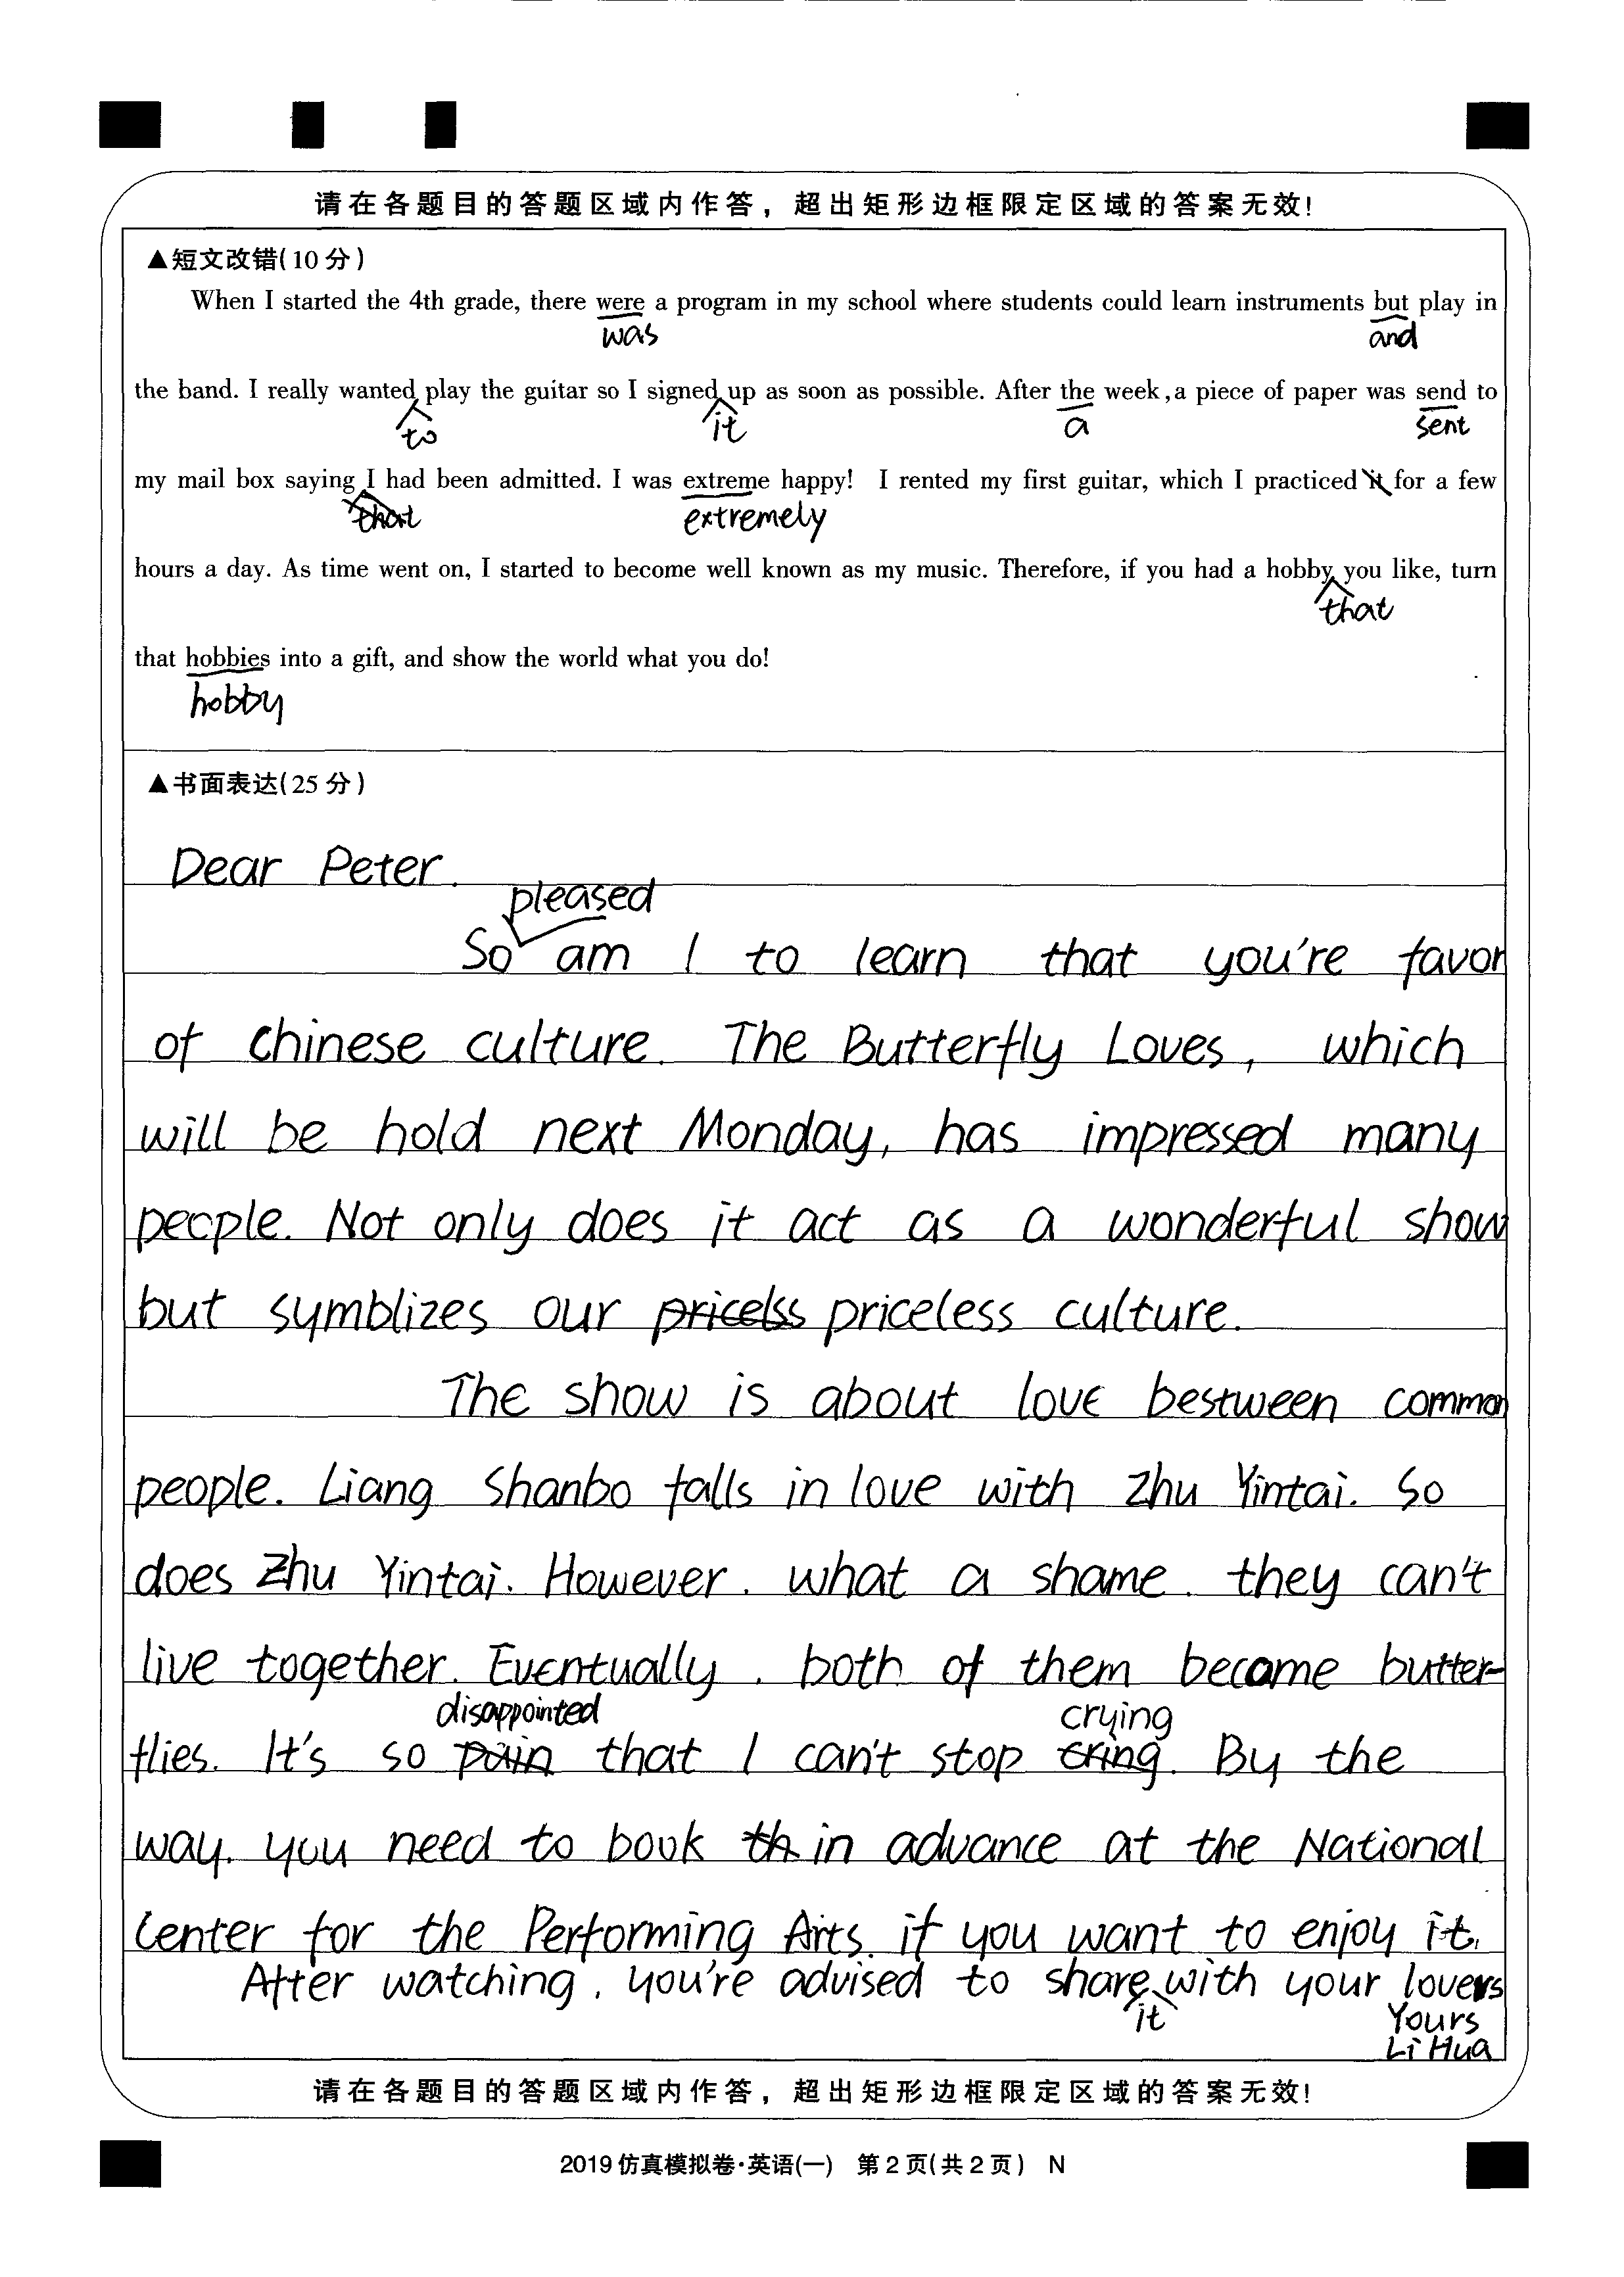 请在各题目的答题区域内作答，超出矩形边框限定区域的答案无效！
▲短文改错(10分)
When I started the 4th grade, there were a program in my school where students could learn instruments but play in
was and
the band. I really wanted play the guitar so I signed up as soon as possible. After the week, a piece of paper was send to
to it a sent
my mail box saying I had been admitted. I was extreme happy! I rented my first guitar, which I practiced it for a few
that extremely
hours a day. As time went on, I started to become well known as my music. Therefore, if you had a hobby you like, turn
that
that hobbies into a gift, and show the world what you do!
hobby
▲书面表达(25分)
Dear Peter.
pleased
So am I to learn that you're favor
of Chinese culture. The Butterfly Loves, which
will be hold next Monday, has impressed many
people. Not only does it act as a wonderful show
but symblizes our pricelss priceless culture.
The show is about love bestween common
people. Liang Shanbo falls in love with Zhu Yintai. So
does Zhu Yintai. However. what a shame. they can't
live together. Eventually. both of them become butter-
disappointed crying
flies. It's so pain that I can't stop cring. By the
way. you need to book th in advance at the National
Center for the Performing Arts. if you want to enjoy it.
After watching. you're advised to share with your lovers
it Yours
Li Hua
请在各题目的答题区域内作答，超出矩形边框限定区域的答案无效！
2019仿真模拟卷·英语(一) 第2页(共2页) N